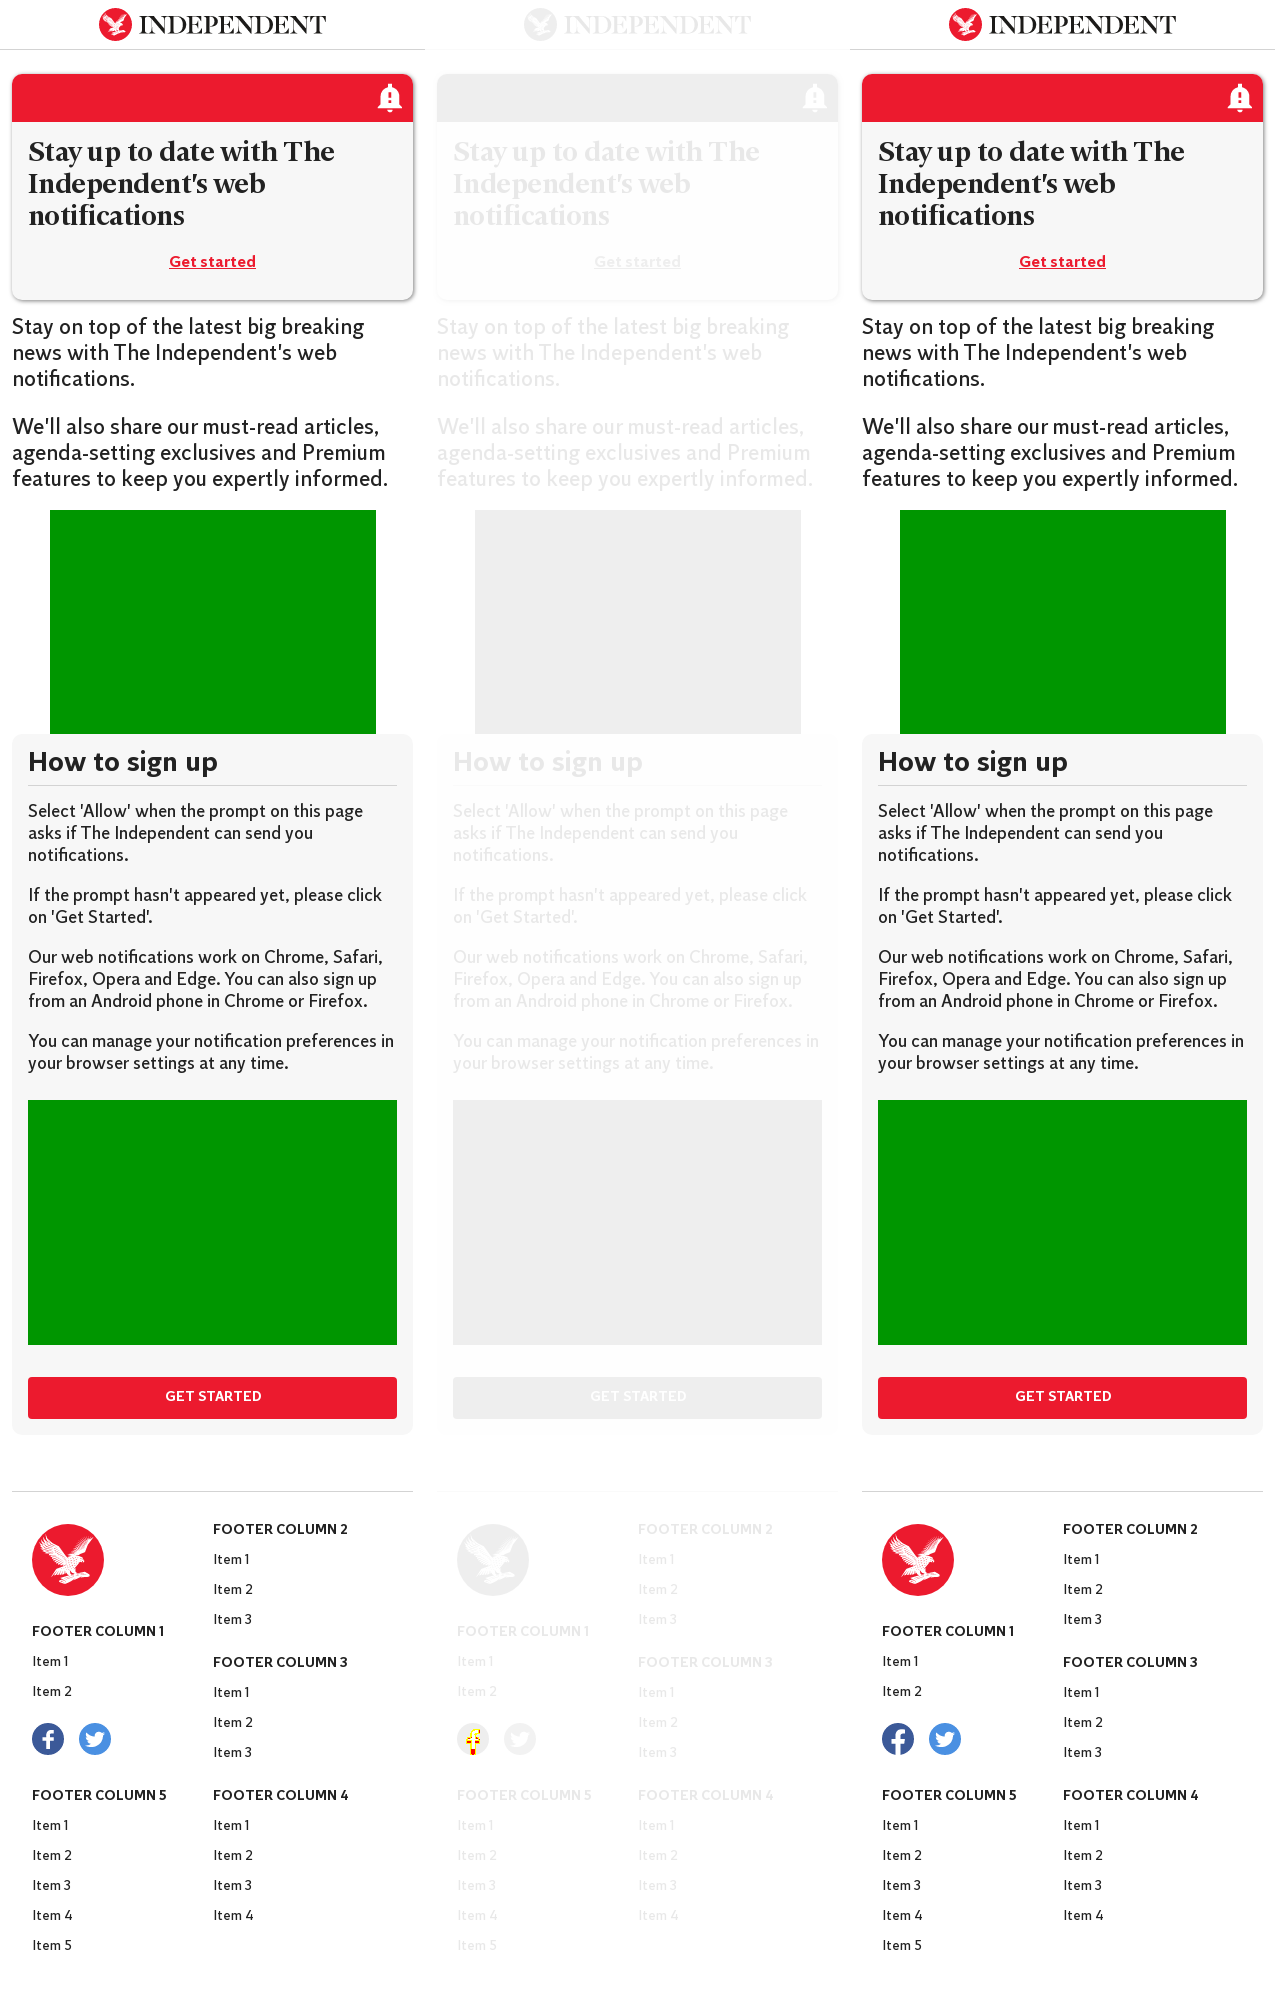 INDEPENDENT
Stay up to date with The
Independent's web
notifications
Get started
Stay on top of the latest big breaking
news with The Independent's web
notifications.
We'll also share our must-read articles,
agenda-setting exclusives and Premium
features to keep you expertly informed.
How to sign up
Select 'Allow' when the prompt on this page
asks if The Independent can send you
notifications.
If the prompt hasn't appeared yet, please click
on 'Get Started'.
Our web notifications work on Chrome, Safari,
Firefox, Opera and Edge. You can also sign up
from an Android phone in Chrome or Firefox.
You can manage your notification preferences in
your browser settings at any time.
GET STARTED
FOOTER COLUMN 1
Item 1
Item 2
FOOTER COLUMN 5
Item 1
Item 2
Item 3
Item 4
Item 5
FOOTER COLUMN 2
Item 1
Item 2
Item 3
FOOTER COLUMN 3
Item 1
Item 2
Item 3
FOOTER COLUMN 4
Item 1
Item 2
Item 3
Item 4
INDEPENDENT
Stay up to date with The
Independent's web
notifications
Get started
Stay on top of the latest big breaking
news with The Independent's web
notifications.
We'll also share our must-read articles,
agenda-setting exclusives and Premium
features to keep you expertly informed.
How to sign up
Select 'Allow' when the prompt on this page
asks if The Independent can send you
notifications.
If the prompt hasn't appeared yet, please click
on 'Get Started'.
Our web notifications work on Chrome, Safari,
Firefox, Opera and Edge. You can also sign up
from an Android phone in Chrome or Firefox.
You can manage your notification preferences in
your browser settings at any time.
GET STARTED
FOOTER COLUMN 1
Item 1
Item 2
FOOTER COLUMN 5
Item 1
Item 2
Item 3
Item 4
Item 5
FOOTER COLUMN 2
Item 1
Item 2
Item 3
FOOTER COLUMN 3
Item 1
Item 2
Item 3
FOOTER COLUMN 4
Item 1
Item 2
Item 3
Item 4
INDEPENDENT
Stay up to date with The
Independent's web
notifications
Get started
Stay on top of the latest big breaking
news with The Independent's web
notifications.
We'll also share our must-read articles,
agenda-setting exclusives and Premium
features to keep you expertly informed.
How to sign up
Select 'Allow' when the prompt on this page
asks if The Independent can send you
notifications.
If the prompt hasn't appeared yet, please click
on 'Get Started'.
Our web notifications work on Chrome, Safari,
Firefox, Opera and Edge. You can also sign up
from an Android phone in Chrome or Firefox.
You can manage your notification preferences in
your browser settings at any time.
GET STARTED
FOOTER COLUMN 1
Item 1
Item 2
FOOTER COLUMN 5
Item 1
Item 2
Item 3
Item 4
Item 5
FOOTER COLUMN 2
Item 1
Item 2
Item 3
FOOTER COLUMN 3
Item 1
Item 2
Item 3
FOOTER COLUMN 4
Item 1
Item 2
Item 3
Item 4